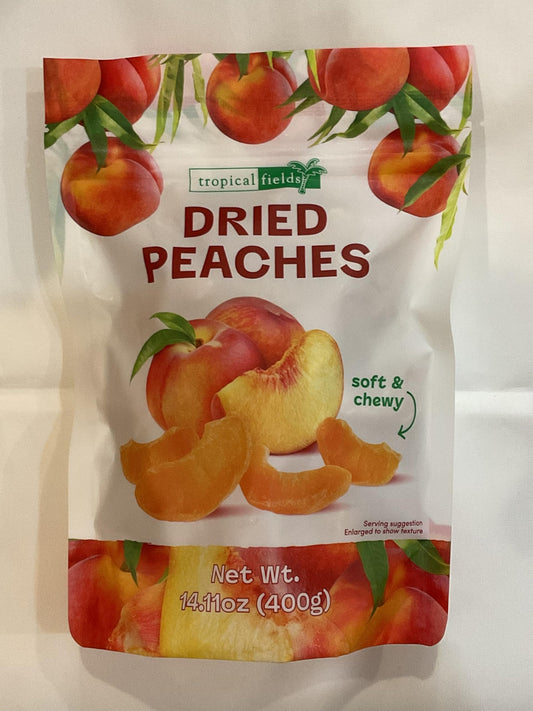 tropical fields
DRIED
PEACHES
soft &
chewy
Serving suggestion
Enlarged to show texture
Net Wt.
14.11oz (400g)